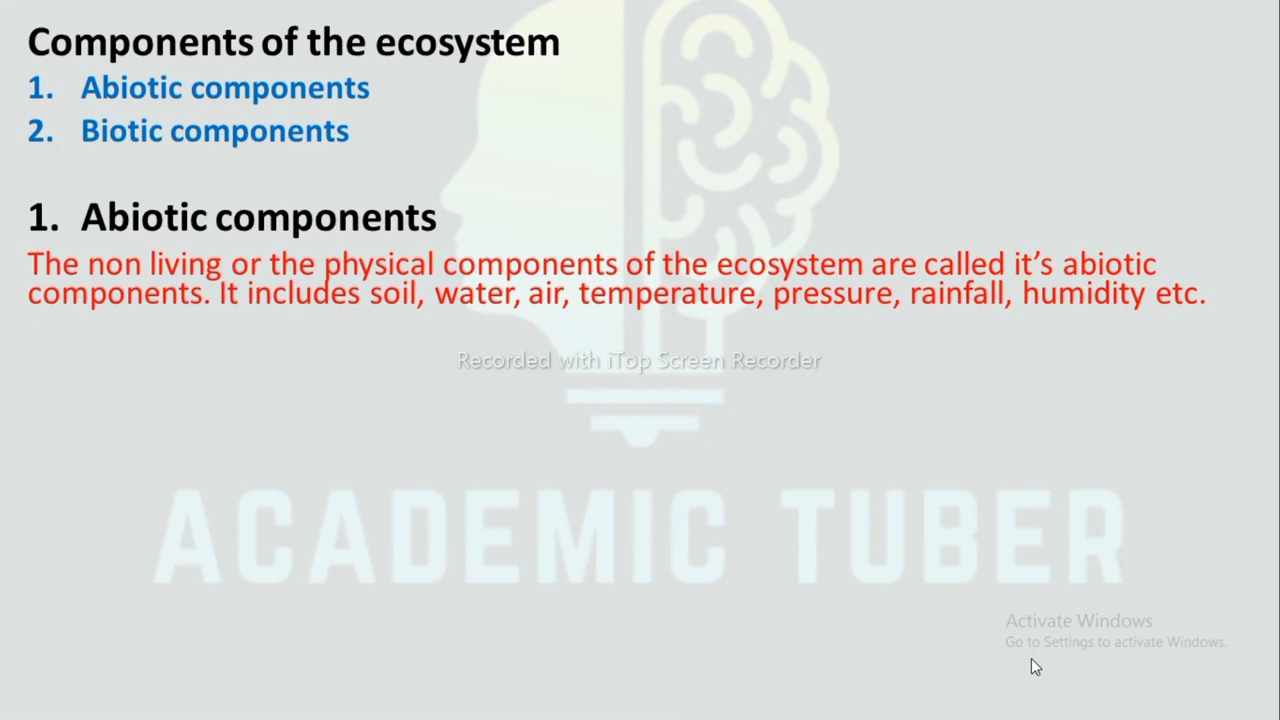 Components of the ecosystem
1. Abiotic components
2. Biotic components
1. Abiotic components
The non living or the physical components of the ecosystem are called it’s abiotic
components. It includes soil, water, air, temperature, pressure, rainfall, humidity etc.
Recorded with iTop Screen Recorder
ACADEMIC TUBER
Activate Windows
Go to Settings to activate Windows.